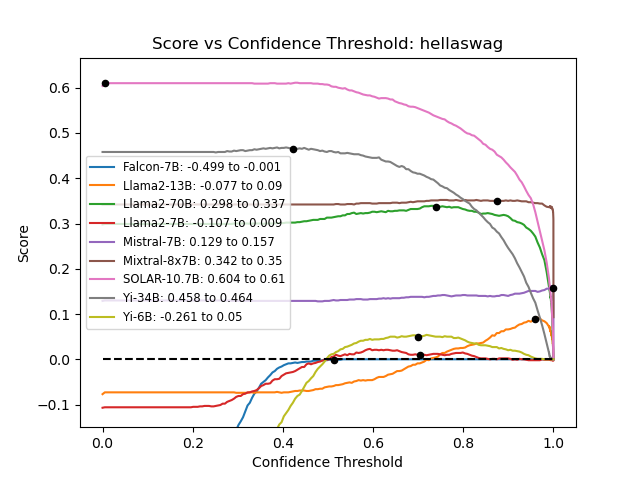 Score vs Confidence Threshold: hellaswag
0.6
0.5
0.4
0.3
0.2
0.1
0.0
−0.1
Score
Falcon-7B: -0.499 to -0.001
Llama2-13B: -0.077 to 0.09
Llama2-70B: 0.298 to 0.337
Llama2-7B: -0.107 to 0.009
Mistral-7B: 0.129 to 0.157
Mixtral-8x7B: 0.342 to 0.35
SOLAR-10.7B: 0.604 to 0.61
Yi-34B: 0.458 to 0.464
Yi-6B: -0.261 to 0.05
0.0 0.2 0.4 0.6 0.8 1.0
Confidence Threshold